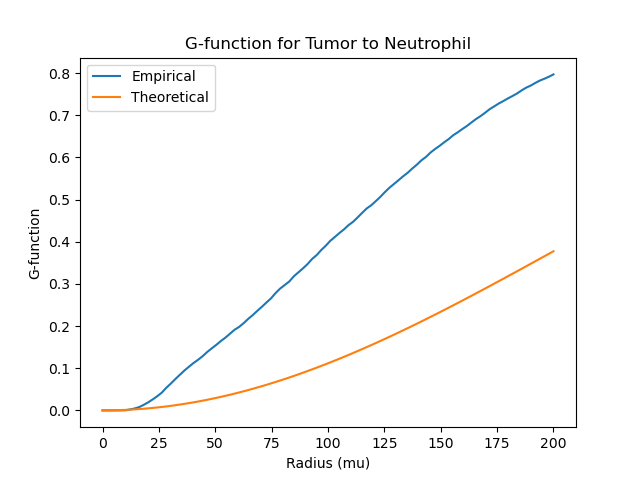 G-function for Tumor to Neutrophil
Empirical
Theoretical
G-function
0.8
0.7
0.6
0.5
0.4
0.3
0.2
0.1
0.0
0 25 50 75 100 125 150 175 200
Radius (mu)